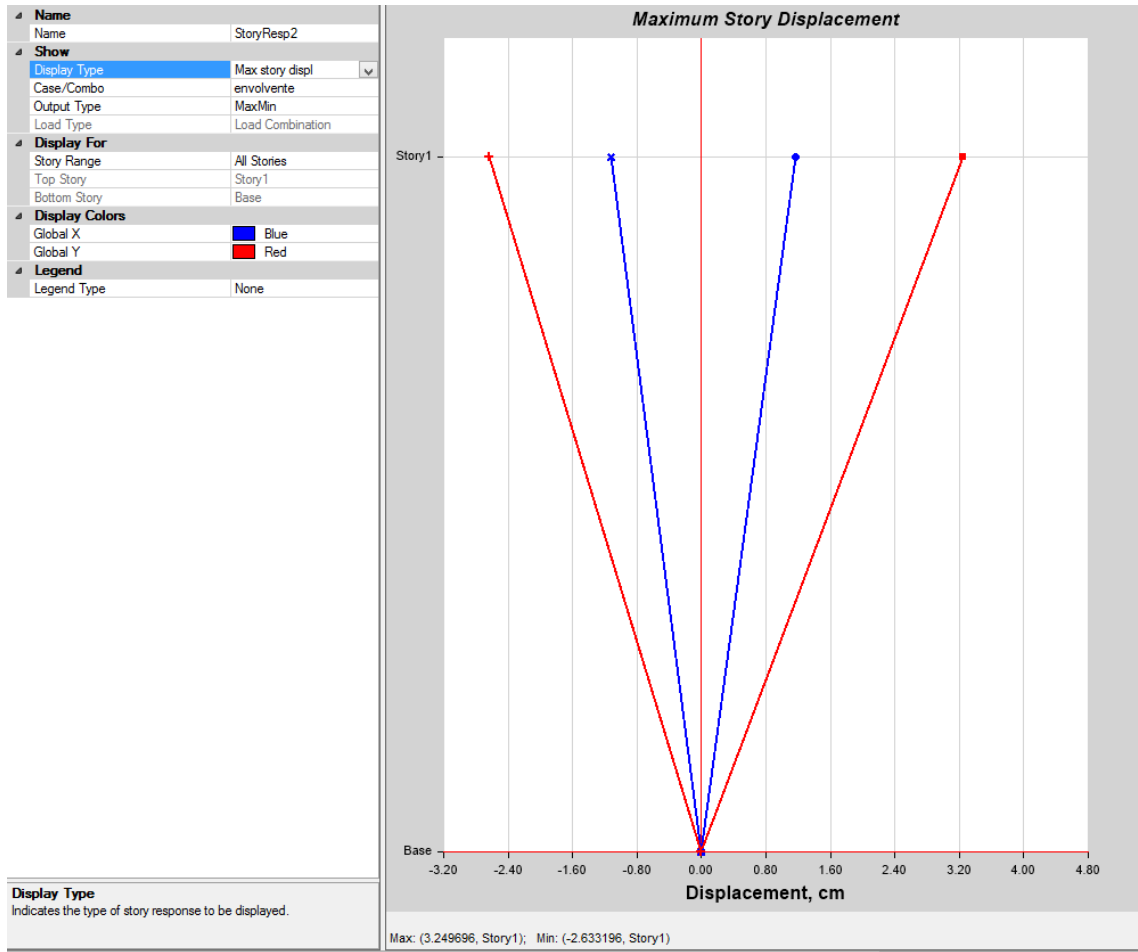 Name
Name StoryResp2
Show
Display Type Max story displ
Case/Combo envolvente
Output Type MaxMin
Load Type Load Combination
Display For
Story Range All Stories
Top Story Story1
Bottom Story Base
Display Colors
Global X Blue
Global Y Red
Legend
Legend Type None
Display Type
Indicates the type of story response to be displayed.
Maximum Story Displacement
Story1
Base
-3.20 -2.40 -1.60 -0.80 0.00 0.80 1.60 2.40 3.20 4.00 4.80
Displacement, cm
Max: (3.249696, Story1); Min: (-2.633196, Story1)